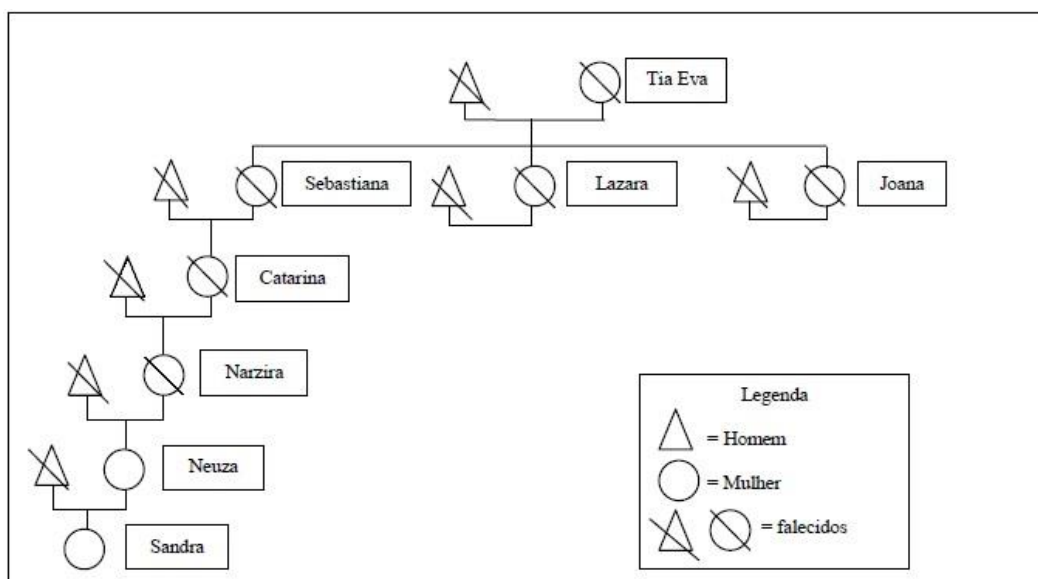 Tia Eva
Sebastiana
Lazara
Joana
Catarina
Narzira
Neuza
Sandra
Legenda
= Homem
= Mulher
= falecidos